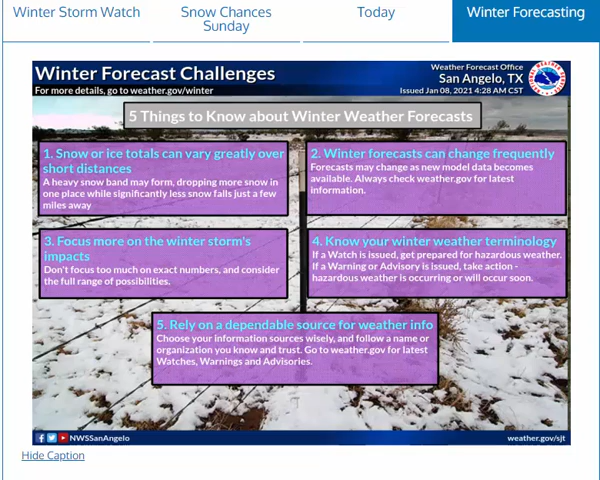 Winter Storm Watch
Snow Chances
Sunday
Today
Winter Forecasting
Winter Forecast Challenges
For more details, go to weather.gov/winter
Weather Forecast Office
San Angelo, TX
Issued Jan 08, 2021 4:28 AM CST
5 Things to Know about Winter Weather Forecasts
1. Snow or ice totals can vary greatly over
short distances
A heavy snow band may form, dropping more snow in
one place while significantly less snow falls just a few
miles away
2. Winter forecasts can change frequently
Forecasts may change as new model data becomes
available. Always check weather.gov for latest
information.
3. Focus more on the winter storm's
impacts
Don't focus too much on exact numbers, and consider
the full range of possibilities.
4. Know your winter weather terminology
If a Watch is issued, get prepared for hazardous weather.
If a Warning or Advisory is issued, take action -
hazardous weather is occurring or will occur soon.
5. Rely on a dependable source for weather info
Choose your information sources wisely, and follow a name or
organization you know and trust. Go to weather.gov for latest
Watches, Warnings and Advisories.
NWSSanAngelo
weather.gov/sjt
Hide Caption